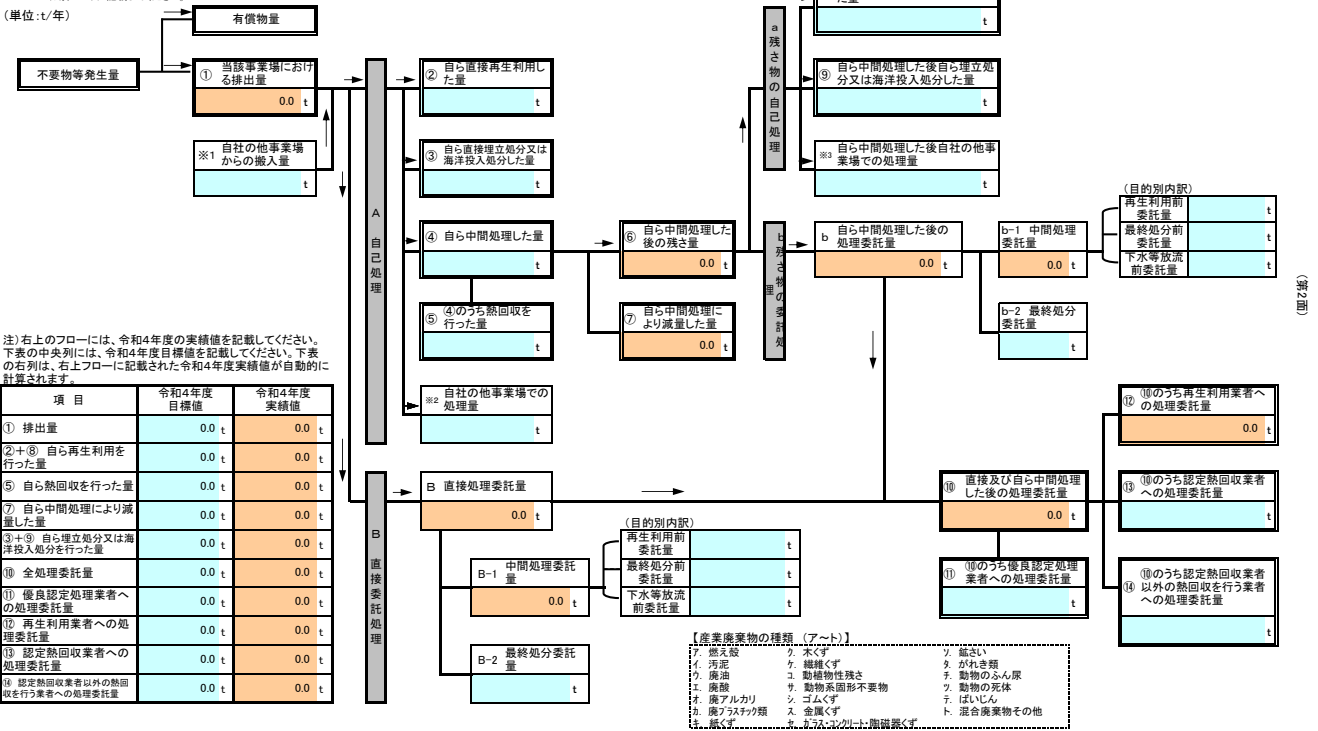 (単位:t/年)
有償物量
不要物等発生量
① 当該事業場におけ
る排出量
0.0 t
※1 自社の他事業場
からの搬入量
t
A
自
己
処
理
② 自ら直接再生利用し
た量
t
③ 自ら直接埋立処分又は
海洋投入処分した量
t
④ 自ら中間処理した量
t
⑤ ④のうち熱回収を
行った量
t
※2 自社の他事業場での
処理量
t
⑥ 自ら中間処理した
後の残さ量
0.0 t
⑦ 自ら中間処理に
より減量した量
0.0 t
a
残
さ
物
の
自
己
処
理
t
⑨ 自ら中間処理した後自ら埋立処
分又は海洋投入処分した量
t
※3 自ら中間処理した後自社の他事
業場での処理量
t
b
残
さ
物
の
委
託
処
理
b 自ら中間処理した後の
処理委託量
0.0 t
b-1 中間処理
委託量
0.0 t
b-2 最終処分
委託量
t
(目的別内訳)
再生利用前
委託量 t
最終処分前
委託量 t
下水等放流
前委託量 t
(第2面)
注)右上のフローには、令和4年度の実績値を記載してください。
下表の中央列には、令和4年度目標値を記載してください。下表
の右列は、右上フローに記載された令和4年度実績値が自動的に
計算されます。
項 目 令和4年度 目標値 令和4年度 実績値
① 排出量 0.0 t 0.0 t
②+⑧ 自ら再生利用を
行った量 0.0 t 0.0 t
⑤ 自ら熱回収を行った量 0.0 t 0.0 t
⑦ 自ら中間処理により減
量した量 0.0 t 0.0 t
③+⑨ 自ら埋立処分又は海
洋投入処分を行った量 0.0 t 0.0 t
⑩ 全処理委託量 0.0 t 0.0 t
⑪ 優良認定処理業者へ
の処理委託量 0.0 t 0.0 t
⑫ 再生利用業者への処
理委託量 0.0 t 0.0 t
⑬ 認定熱回収業者への
処理委託量 0.0 t 0.0 t
⑭ 認定熱回収業者以外の熱回
収を行う業者への処理委託量 0.0 t 0.0 t
B
直
接
委
託
処
理
B 直接処理委託量
0.0 t
B-1 中間処理委託
量
0.0 t
B-2 最終処分委託
量
t
(目的別内訳)
再生利用前
委託量 t
最終処分前
委託量 t
下水等放流
前委託量 t
⑩ 直接及び自ら中間処理
した後の処理委託量
0.0 t
⑪ ⑩のうち優良認定処理
業者への処理委託量
t
⑫ ⑩のうち再生利用業者へ
の処理委託量
0.0 t
⑬ ⑩のうち認定熱回収業者
への処理委託量
t
⑭ ⑩のうち認定熱回収業者
以外の熱回収を行う業者
への処理委託量
t
【産業廃棄物の種類 (ア~ト)】
ア. 燃え殻 ク. 木くず ソ. 鉱さい
イ. 汚泥 ケ. 繊維くず タ. がれき類
ウ. 廃油 コ. 動植物性残さ チ. 動物のふん尿
エ. 廃酸 サ. 動物系固形不要物 ツ. 動物の死体
オ. 廃アルカリ シ. ゴムくず テ. ばいじん
カ. 廃プラスチック類 ス. 金属くず ト. 混合廃棄物その他
キ. 紙くず セ. ガラス・コンクリート・陶磁器くず